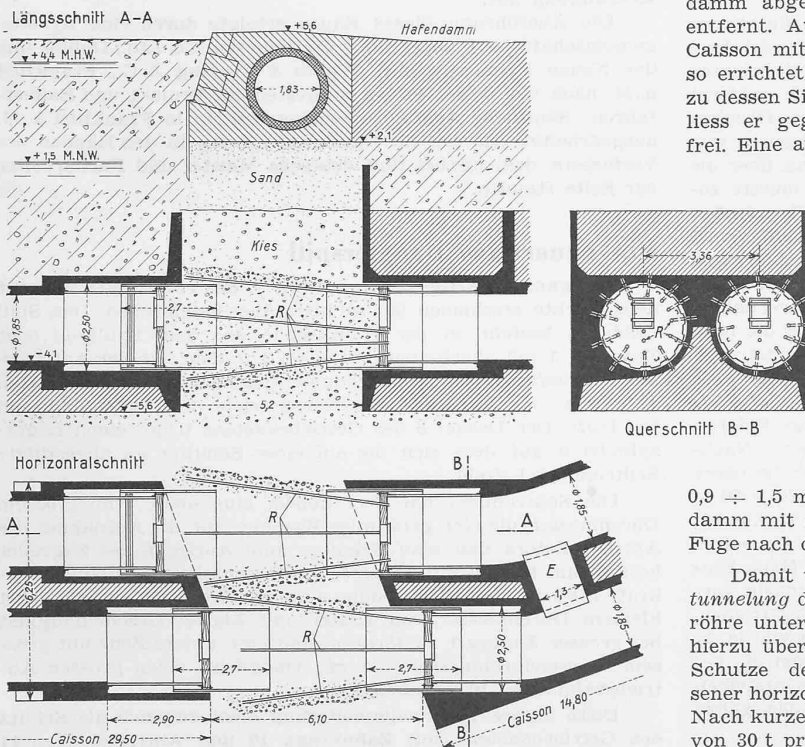 Längsschnitt A-A
+5,6
Hafendamm
+4,4 M.H.W.
1,83
+2,1
+1,5 M.N.W.
Sand
Kies
3,36
2,7
R
R
ϕ 1,85
ϕ 2,50
-4,1
-5,6
5,2
Querschnitt B-B
Horizontalschnitt
B
ϕ 1,85
A
R
A
E
1,3
6,25
R
ϕ 2,50
ϕ 1,85
2,7
2,7
2,90
6,10
B
Caisson 14,90
Caisson 29,50
damm abge
entfernt. A
Caisson mit
so errichtet
zu dessen Si
liess er geg
frei. Eine a
0,9 ÷ 1,5 m
damm mit
Fuge nach d
Damit
tunnelung d
röhre unter
hierzu über
Schutze de
sener horizo
Nach kurze
von 30 t pr